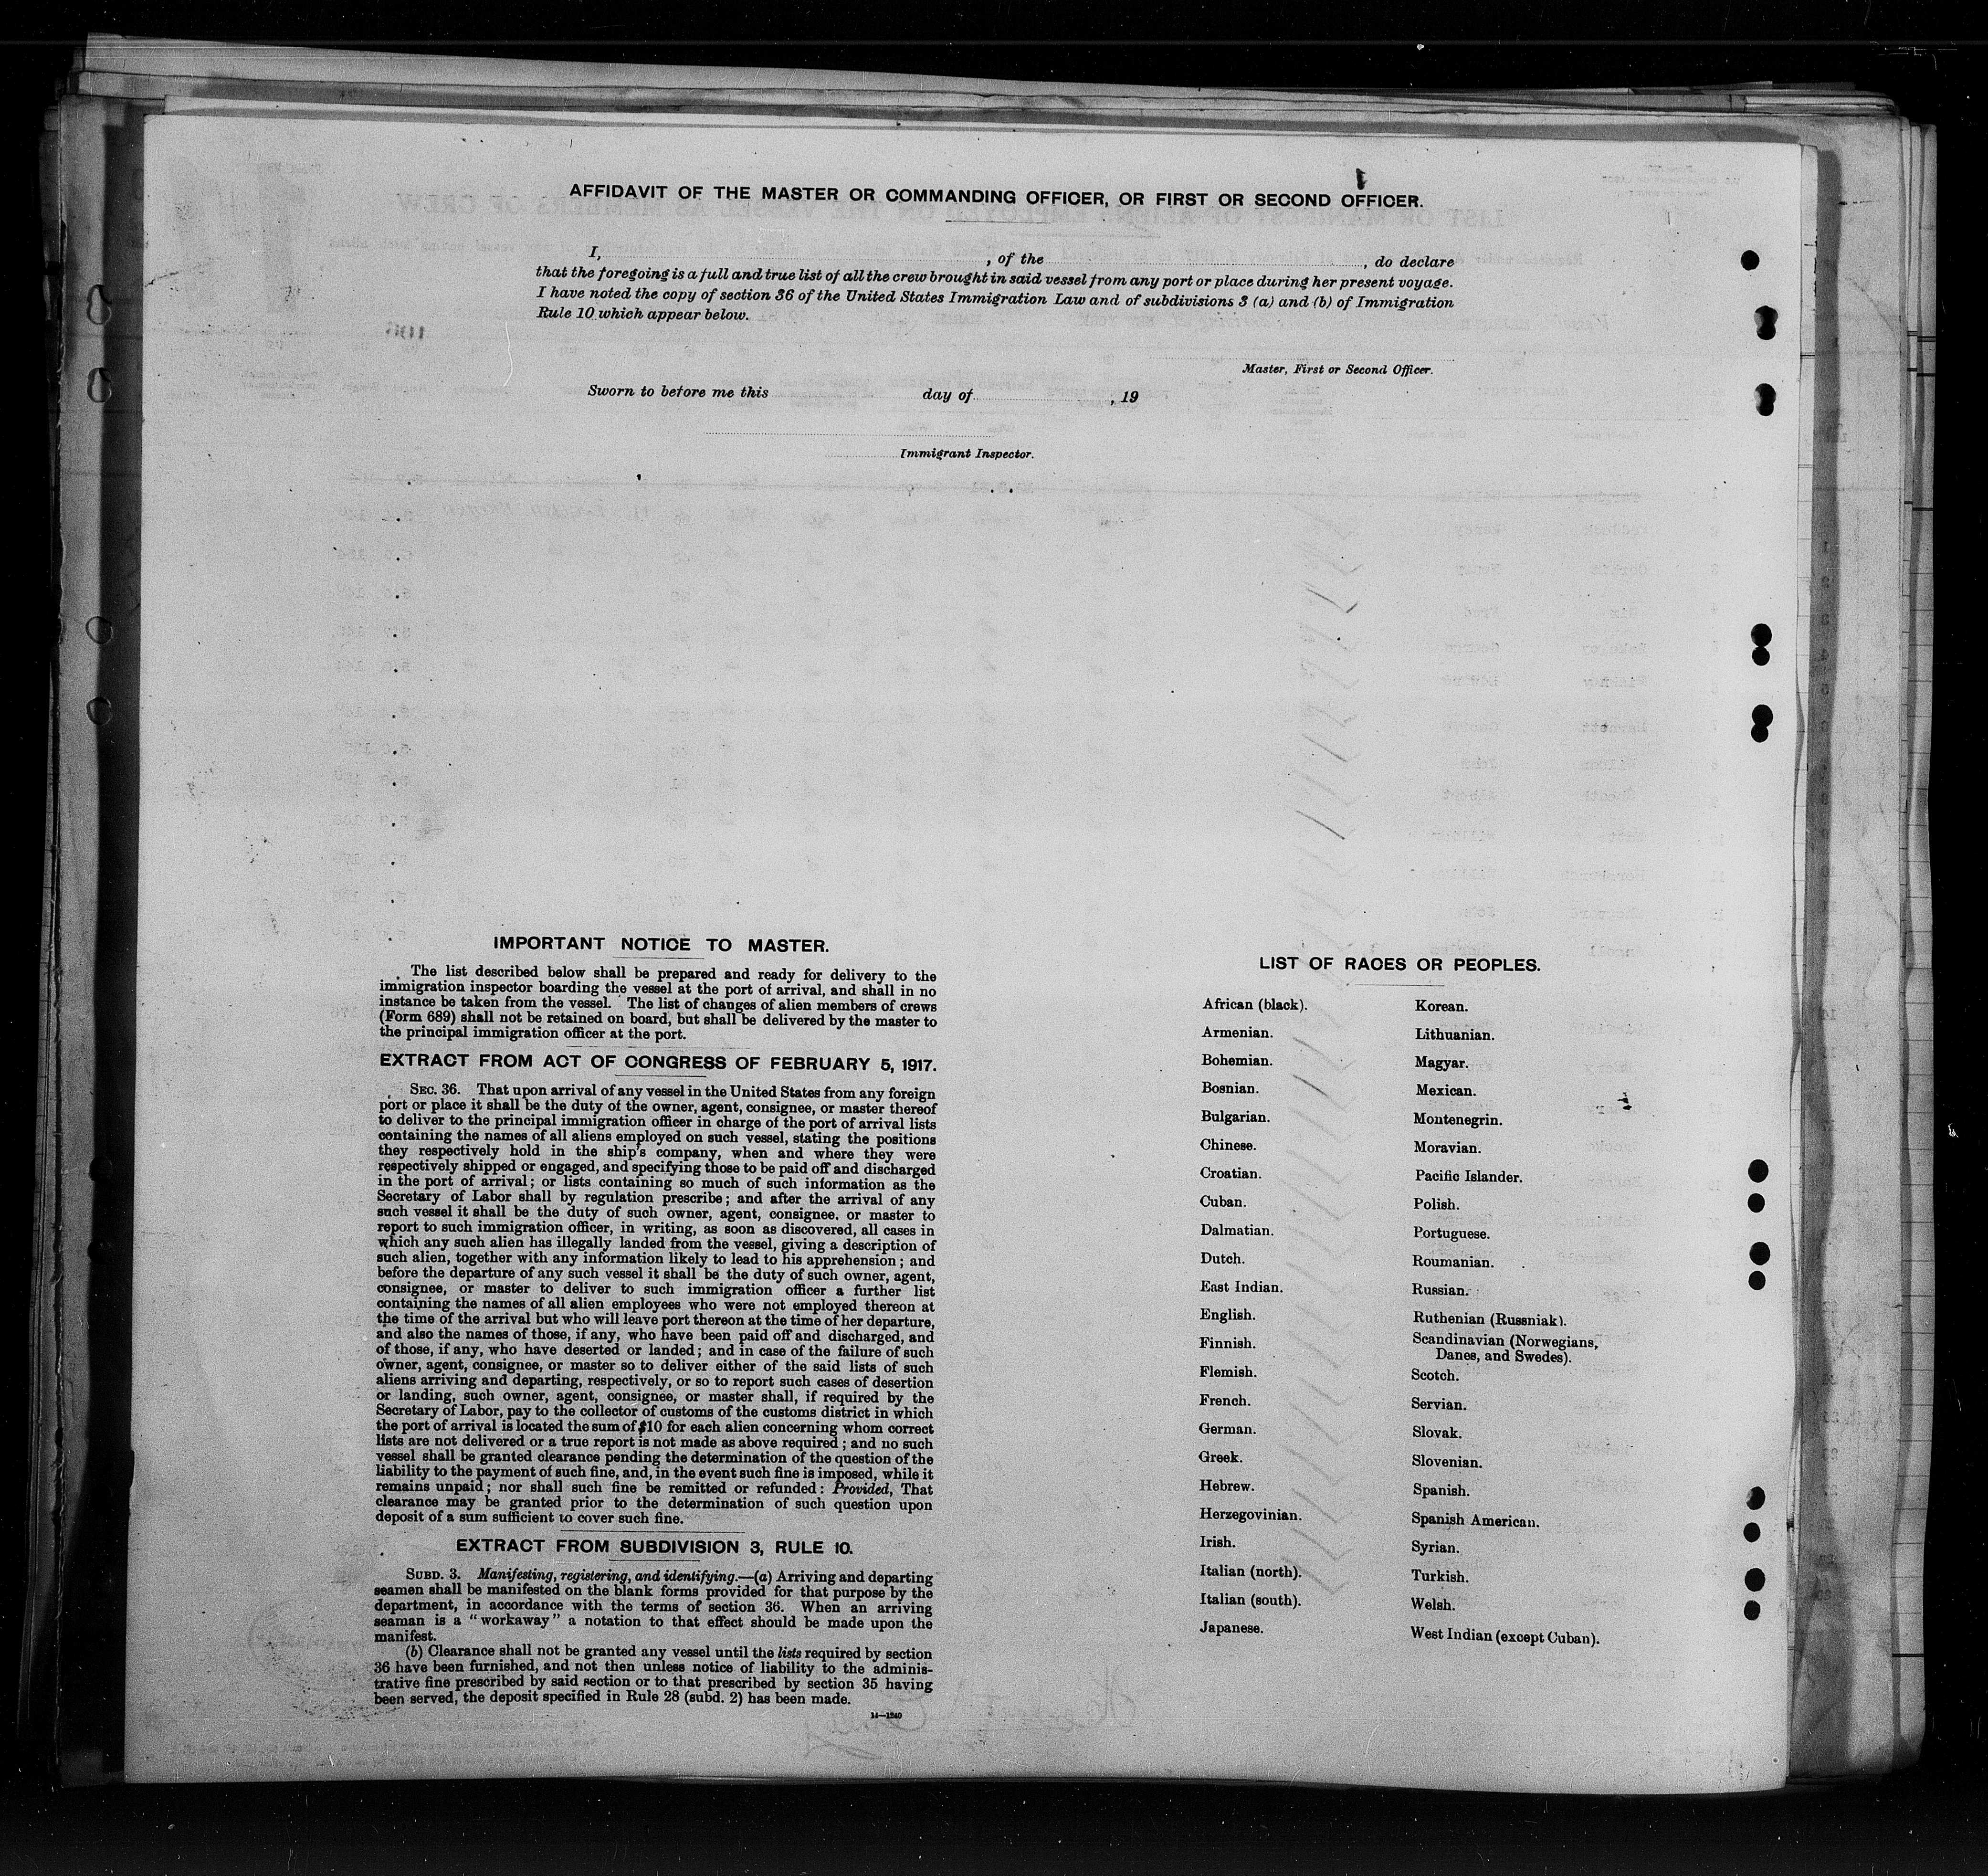 AFFIDAVIT OF THE MASTER OR COMMANDING OFFICER, OR FIRST OR SECOND OFFICER.
I, , of the , do declare
that the foregoing is a full and true list of all the crew brought in said vessel from any port or place during her present voyage.
I have noted the copy of section 36 of the United States Immigration Law and of subdivisions 3 (a) and (b) of Immigration
Rule 10 which appear below.
Master, First or Second Officer.
Sworn to before me this day of , 19
Immigrant Inspector.
IMPORTANT NOTICE TO MASTER.
The list described below shall be prepared and ready for delivery to the
immigration inspector boarding the vessel at the port of arrival, and shall in no
instance be taken from the vessel. The list of changes of alien members of crews
(Form 689) shall not be retained on board, but shall be delivered by the master to
the principal immigration officer at the port.
EXTRACT FROM ACT OF CONGRESS OF FEBRUARY 5, 1917.
SEC. 36. That upon arrival of any vessel in the United States from any foreign
port or place it shall be the duty of the owner, agent, consignee, or master thereof
to deliver to the principal immigration officer in charge of the port of arrival lists
containing the names of all aliens employed on such vessel, stating the positions
they respectively hold in the ship's company, when and where they were
respectively shipped or engaged, and specifying those to be paid off and discharged
in the port of arrival; or lists containing so much of such information as the
Secretary of Labor shall by regulation prescribe; and after the arrival of any
such vessel it shall be the duty of such owner, agent, consignee, or master to
report to such immigration officer, in writing, as soon as discovered, all cases in
which any such alien has illegally landed from the vessel, giving a description of
such alien, together with any information likely to lead to his apprehension; and
before the departure of any such vessel it shall be the duty of such owner, agent,
consignee, or master to deliver to such immigration officer a further list
containing the names of all alien employees who were not employed thereon at
the time of the arrival but who will leave port thereon at the time of her departure,
and also the names of those, if any, who have been paid off and discharged, and
of those, if any, who have deserted or landed; and in case of the failure of such
owner, agent, consignee, or master so to deliver either of the said lists of such
aliens arriving and departing, respectively, or so to report such cases of desertion
or landing, such owner, agent, consignee, or master shall, if required by the
Secretary of Labor, pay to the collector of customs of the customs district in which
the port of arrival is located the sum of $10 for each alien concerning whom correct
lists are not delivered or a true report is not made as above required; and no such
vessel shall be granted clearance pending the determination of the question of the
liability to the payment of such fine, and, in the event such fine is imposed, while it
remains unpaid; nor shall such fine be remitted or refunded: Provided, That
clearance may be granted prior to the determination of such question upon
deposit of a sum sufficient to cover such fine.
EXTRACT FROM SUBDIVISION 3, RULE 10.
SUBD. 3. Manifesting, registering, and identifying.—(a) Arriving and departing
seamen shall be manifested on the blank forms provided for that purpose by the
department, in accordance with the terms of section 36. When an arriving
seaman is a "workaway" a notation to that effect should be made upon the
manifest.
(b) Clearance shall not be granted any vessel until the lists required by section
36 have been furnished, and not then unless notice of liability to the adminis-
trative fine prescribed by said section or to that prescribed by section 35 having
been served, the deposit specified in Rule 28 (subd. 2) has been made.
14—1240
LIST OF RACES OR PEOPLES.
African (black).
Armenian.
Bohemian.
Bosnian.
Bulgarian.
Chinese.
Croatian.
Cuban.
Dalmatian.
Dutch.
East Indian.
English.
Finnish.
Flemish.
French.
German.
Greek.
Hebrew.
Herzegovinian.
Irish.
Italian (north).
Italian (south).
Japanese.
Korean.
Lithuanian.
Magyar.
Mexican.
Montenegrin.
Moravian.
Pacific Islander.
Polish.
Portuguese.
Roumanian.
Russian.
Ruthenian (Russniak).
Scandinavian (Norwegians,
Danes, and Swedes).
Scotch.
Servian.
Slovak.
Slovenian.
Spanish.
Spanish American.
Syrian.
Turkish.
Welsh.
West Indian (except Cuban).